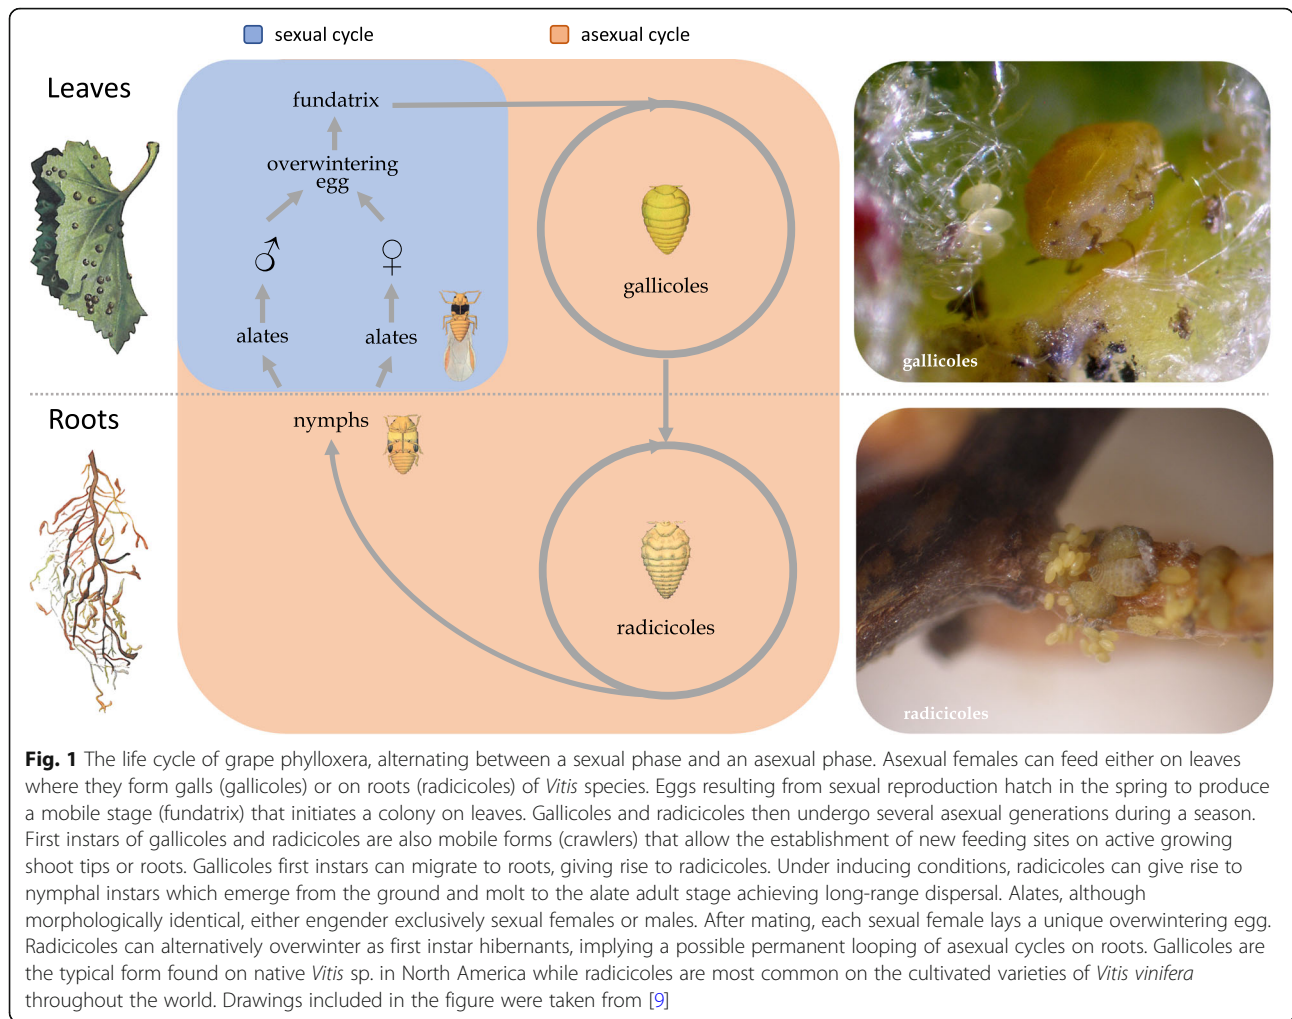 sexual cycle
asexual cycle
Leaves
fundatrix
overwintering
egg
♂
♀
alates
alates
gallicoles
gallicoles
Roots
nymphs
radicicoles
radicicoles
Fig. 1 The life cycle of grape phylloxera, alternating between a sexual phase and an asexual phase. Asexual females can feed either on leaves
where they form galls (gallicoles) or on roots (radicicoles) of Vitis species. Eggs resulting from sexual reproduction hatch in the spring to produce
a mobile stage (fundatrix) that initiates a colony on leaves. Gallicoles and radicicoles then undergo several asexual generations during a season.
First instars of gallicoles and radicicoles are also mobile forms (crawlers) that allow the establishment of new feeding sites on active growing
shoot tips or roots. Gallicoles first instars can migrate to roots, giving rise to radicicoles. Under inducing conditions, radicicoles can give rise to
nymphal instars which emerge from the ground and molt to the alate adult stage achieving long-range dispersal. Alates, although
morphologically identical, either engender exclusively sexual females or males. After mating, each sexual female lays a unique overwintering egg.
Radicicoles can alternatively overwinter as first instar hibernants, implying a possible permanent looping of asexual cycles on roots. Gallicoles are
the typical form found on native Vitis sp. in North America while radicicoles are most common on the cultivated varieties of Vitis vinifera
throughout the world. Drawings included in the figure were taken from [9]